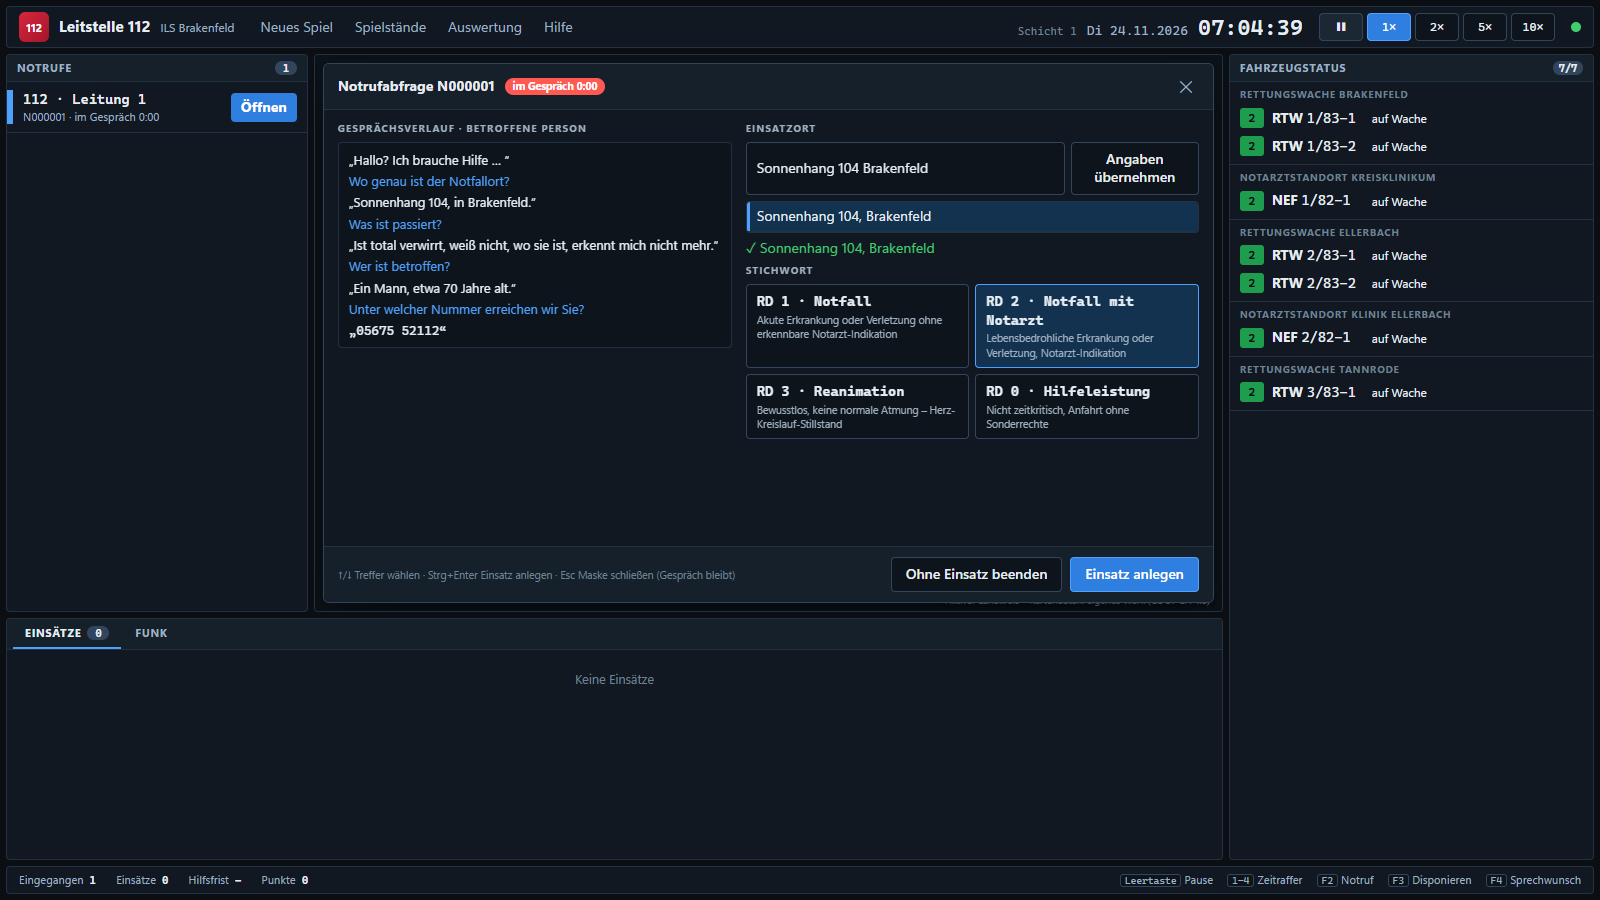 112 Leitstelle 112 ILS Brakenfeld Neues Spiel Spielstände Auswertung Hilfe Schicht 1 Di 24.11.2026 07:04:39 1× 2× 5× 10×
NOTRUFE 1
112 · Leitung 1
N000001 · im Gespräch 0:00
Öffnen
Notrufabfrage N000001 im Gespräch 0:00
GESPRÄCHSVERLAUF · BETROFFENE PERSON
„Hallo? Ich brauche Hilfe … “
Wo genau ist der Notfallort?
„Sonnenhang 104, in Brakenfeld.“
Was ist passiert?
„Ist total verwirrt, weiß nicht, wo sie ist, erkennt mich nicht mehr.“
Wer ist betroffen?
„Ein Mann, etwa 70 Jahre alt.“
Unter welcher Nummer erreichen wir Sie?
„05675 52112“
EINSATZORT
Sonnenhang 104 Brakenfeld
Angaben
übernehmen
Sonnenhang 104, Brakenfeld
✓ Sonnenhang 104, Brakenfeld
STICHWORT
RD 1 · Notfall
Akute Erkrankung oder Verletzung ohne
erkennbare Notarzt-Indikation
RD 2 · Notfall mit
Notarzt
Lebensbedrohliche Erkrankung oder
Verletzung, Notarzt-Indikation
RD 3 · Reanimation
Bewusstlos, keine normale Atmung – Herz-
Kreislauf-Stillstand
RD 0 · Hilfeleistung
Nicht zeitkritisch, Anfahrt ohne
Sonderrechte
↑/↓ Treffer wählen · Strg+Enter Einsatz anlegen · Esc Maske schließen (Gespräch bleibt)
Ohne Einsatz beenden
Einsatz anlegen
FAHRZEUGSTATUS 7/7
RETTUNGSWACHE BRAKENFELD
2 RTW 1/83–1 auf Wache
2 RTW 1/83–2 auf Wache
NOTARZTSTANDORT KREISKLINIKUM
2 NEF 1/82–1 auf Wache
RETTUNGSWACHE ELLERBACH
2 RTW 2/83–1 auf Wache
2 RTW 2/83–2 auf Wache
NOTARZTSTANDORT KLINIK ELLERBACH
2 NEF 2/82–1 auf Wache
RETTUNGSWACHE TANNRODE
2 RTW 3/83–1 auf Wache
EINSÄTZE 0 FUNK
Keine Einsätze
Eingegangen 1 Einsätze 0 Hilfsfrist – Punkte 0
Leertaste Pause 1–4 Zeitraffer F2 Notruf F3 Disponieren F4 Sprechwunsch